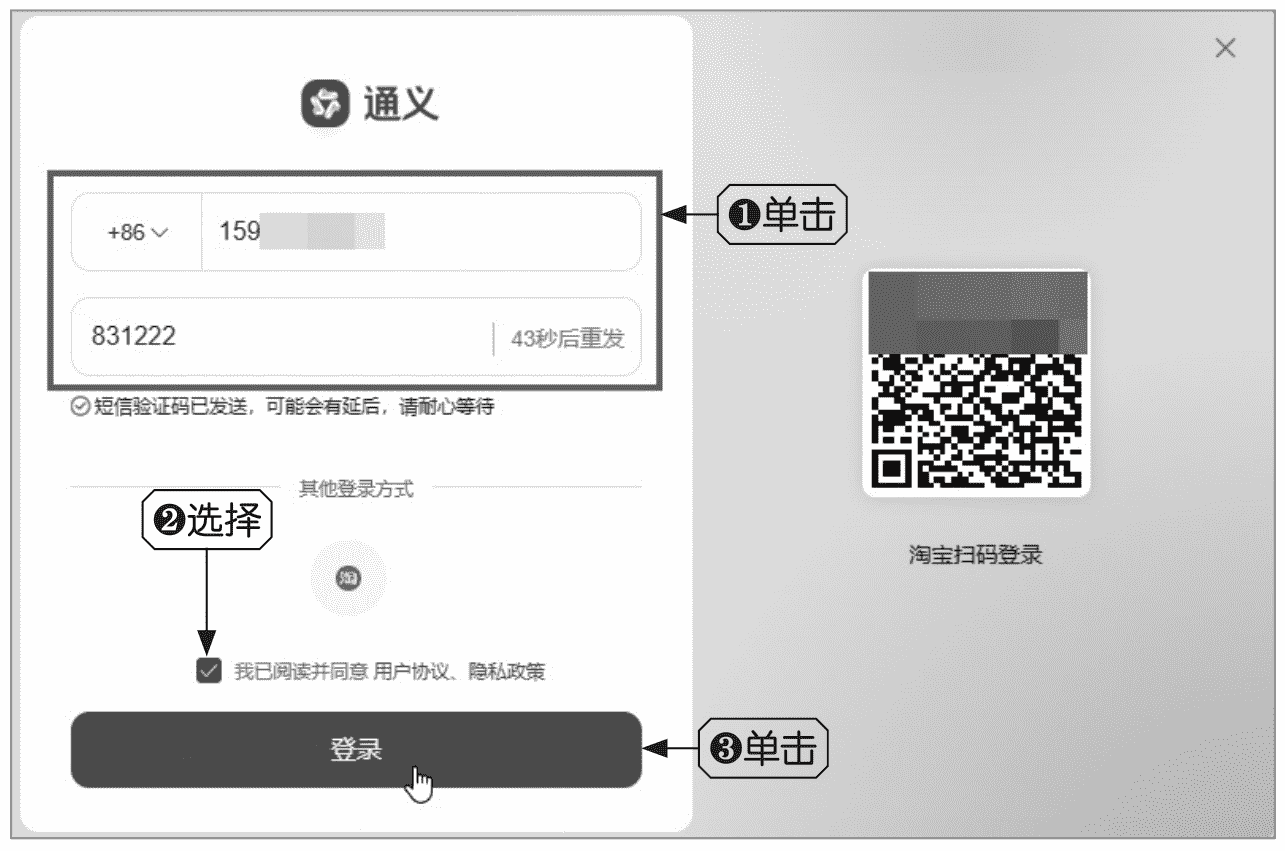 通义
+86 159
❶单击
831222 43秒后重发
短信验证码已发送，可能会有延后，请耐心等待
其他登录方式
❷选择
淘
淘宝扫码登录
我已阅读并同意 用户协议、隐私政策
登录
❸单击